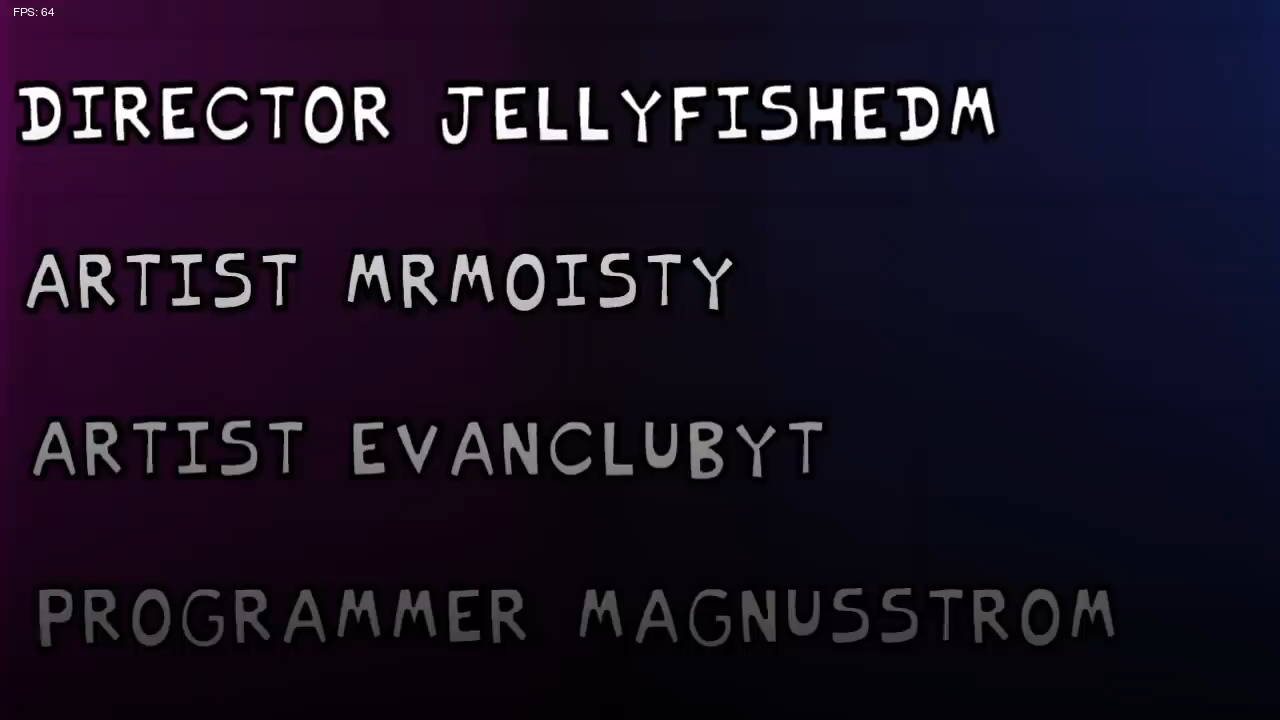 FPS: 64
DIRECTOR JELLYFISHEDM
ARTIST MRMOISTY
ARTIST EVANCLUBYT
PROGRAMMER MAGNUSSTROM